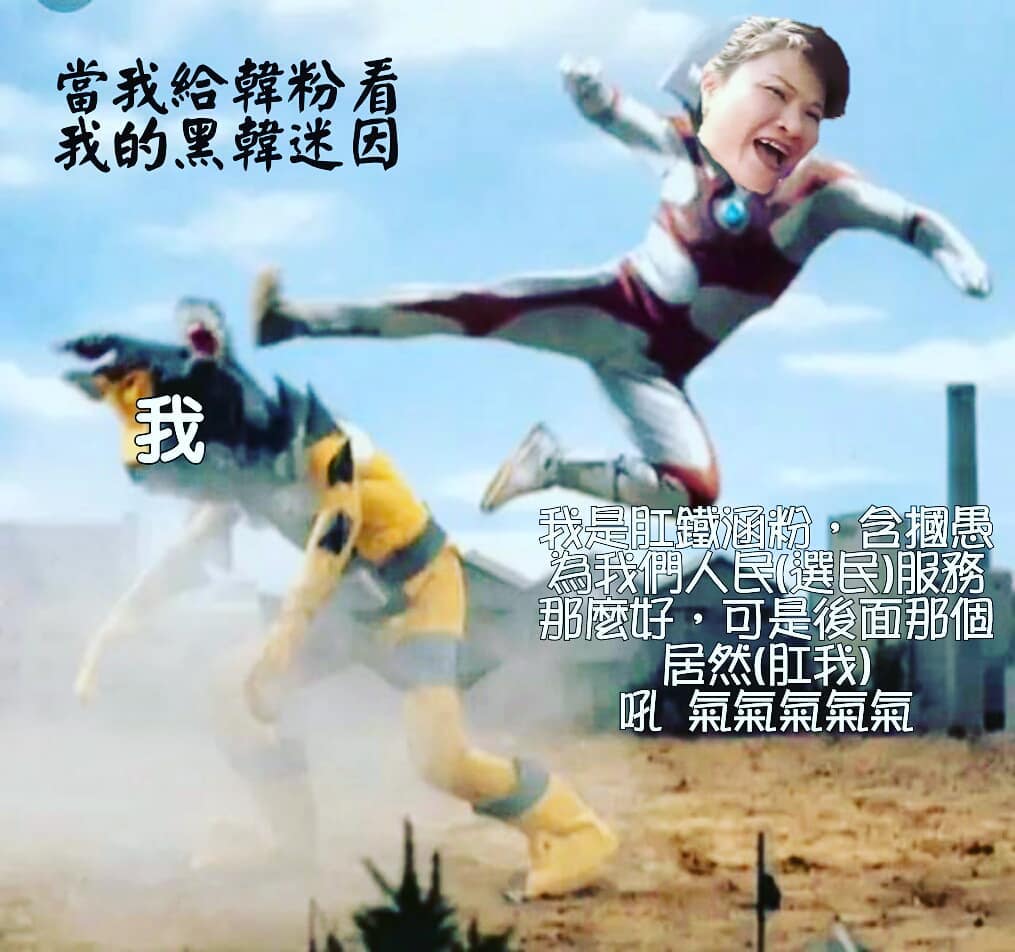 當我給韓粉看
我的黑韓迷因
我
我是肛鐵涵粉，含摑愚
為我們人民(選民)服務
那麼好，可是後面那個
居然(肛我)
吼 氣氣氣氣氣